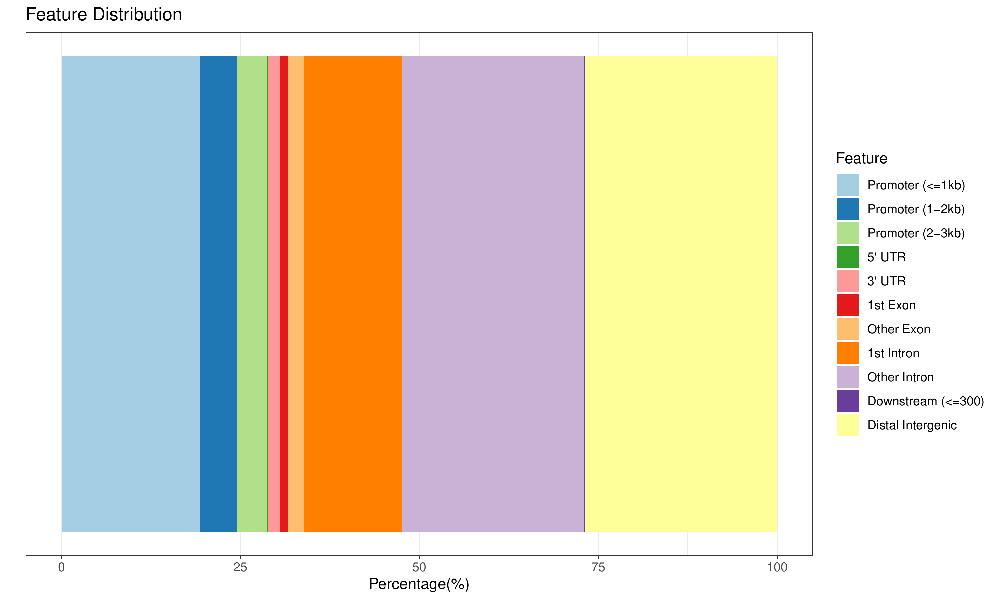 Feature Distribution
Feature
Promoter (<=1kb)
Promoter (1−2kb)
Promoter (2−3kb)
5' UTR
3' UTR
1st Exon
Other Exon
1st Intron
Other Intron
Downstream (<=300)
Distal Intergenic
0 25 50 75 100
Percentage(%)